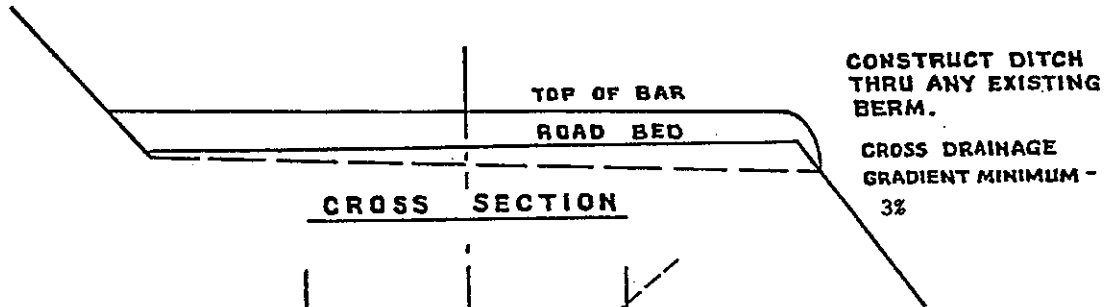 TOP OF BAR
ROAD BED
CROSS SECTION
CONSTRUCT DITCH
THRU ANY EXISTING
BERM.
CROSS DRAINAGE
GRADIENT MINIMUM -
3%